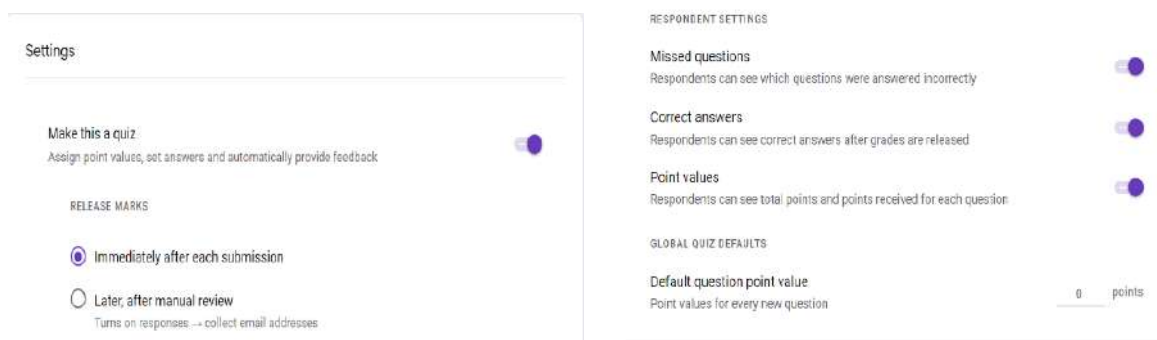 Settings
Make this a quiz
Assign point values, set answers and automatically provide feedback
RELEASE MARKS
Immediately after each submission
Later, after manual review
Turns on responses → collect email addresses
RESPONDENT SETTINGS
Missed questions
Respondents can see which questions were answered incorrectly
Correct answers
Respondents can see correct answers after grades are released
Point values
Respondents can see total points and points received for each question
GLOBAL QUIZ DEFAULTS
Default question point value
Point values for every new question
0 points